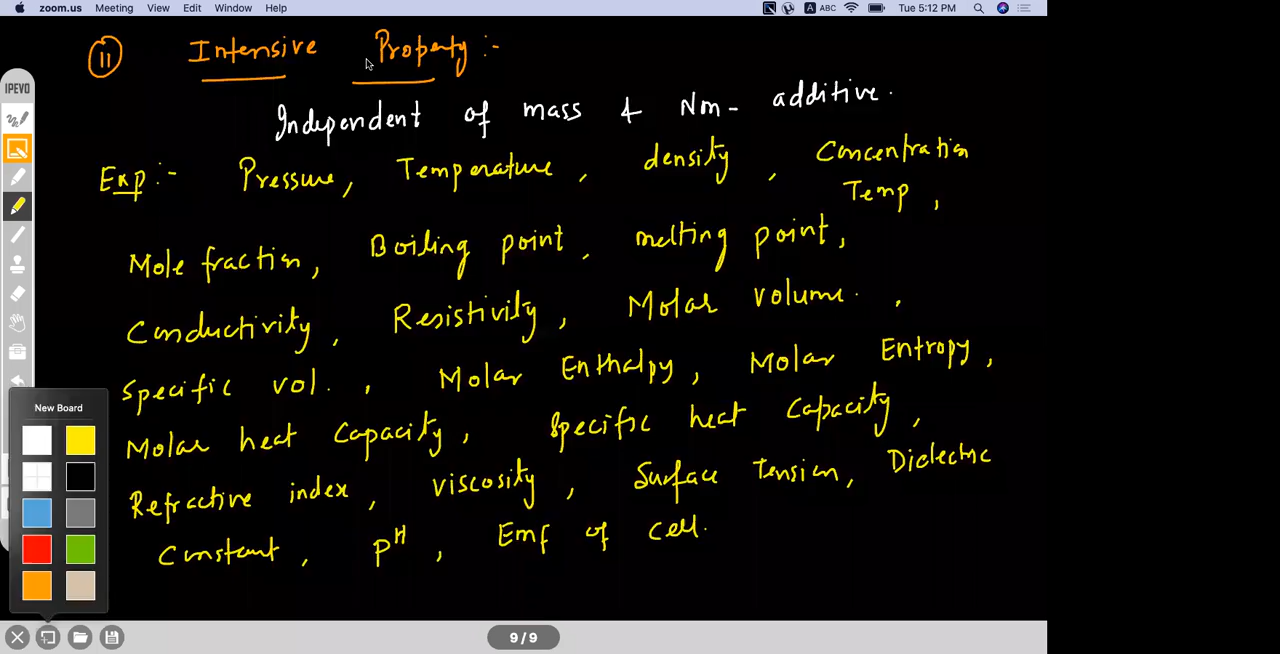 zoom.us Meeting View Edit Window Help A ABC Tue 5:12 PM
(11) Intensive Property :-
IPEVO
Independent of mass & Non- additive.
Exp :- Pressure, Temperature, density, Concentration
Temp,
Mole fraction, Boiling point, melting point,
Conductivity, Resistivity, Molar volume.,
Specific vol., Molar Enthalpy, Molar Entropy,
New Board
Molar heat Capacity, Specific heat Capacity,
Refractive index, viscosity, Surface Tension, Dielectric
Constant, pH, Emf of cell.
9 / 9